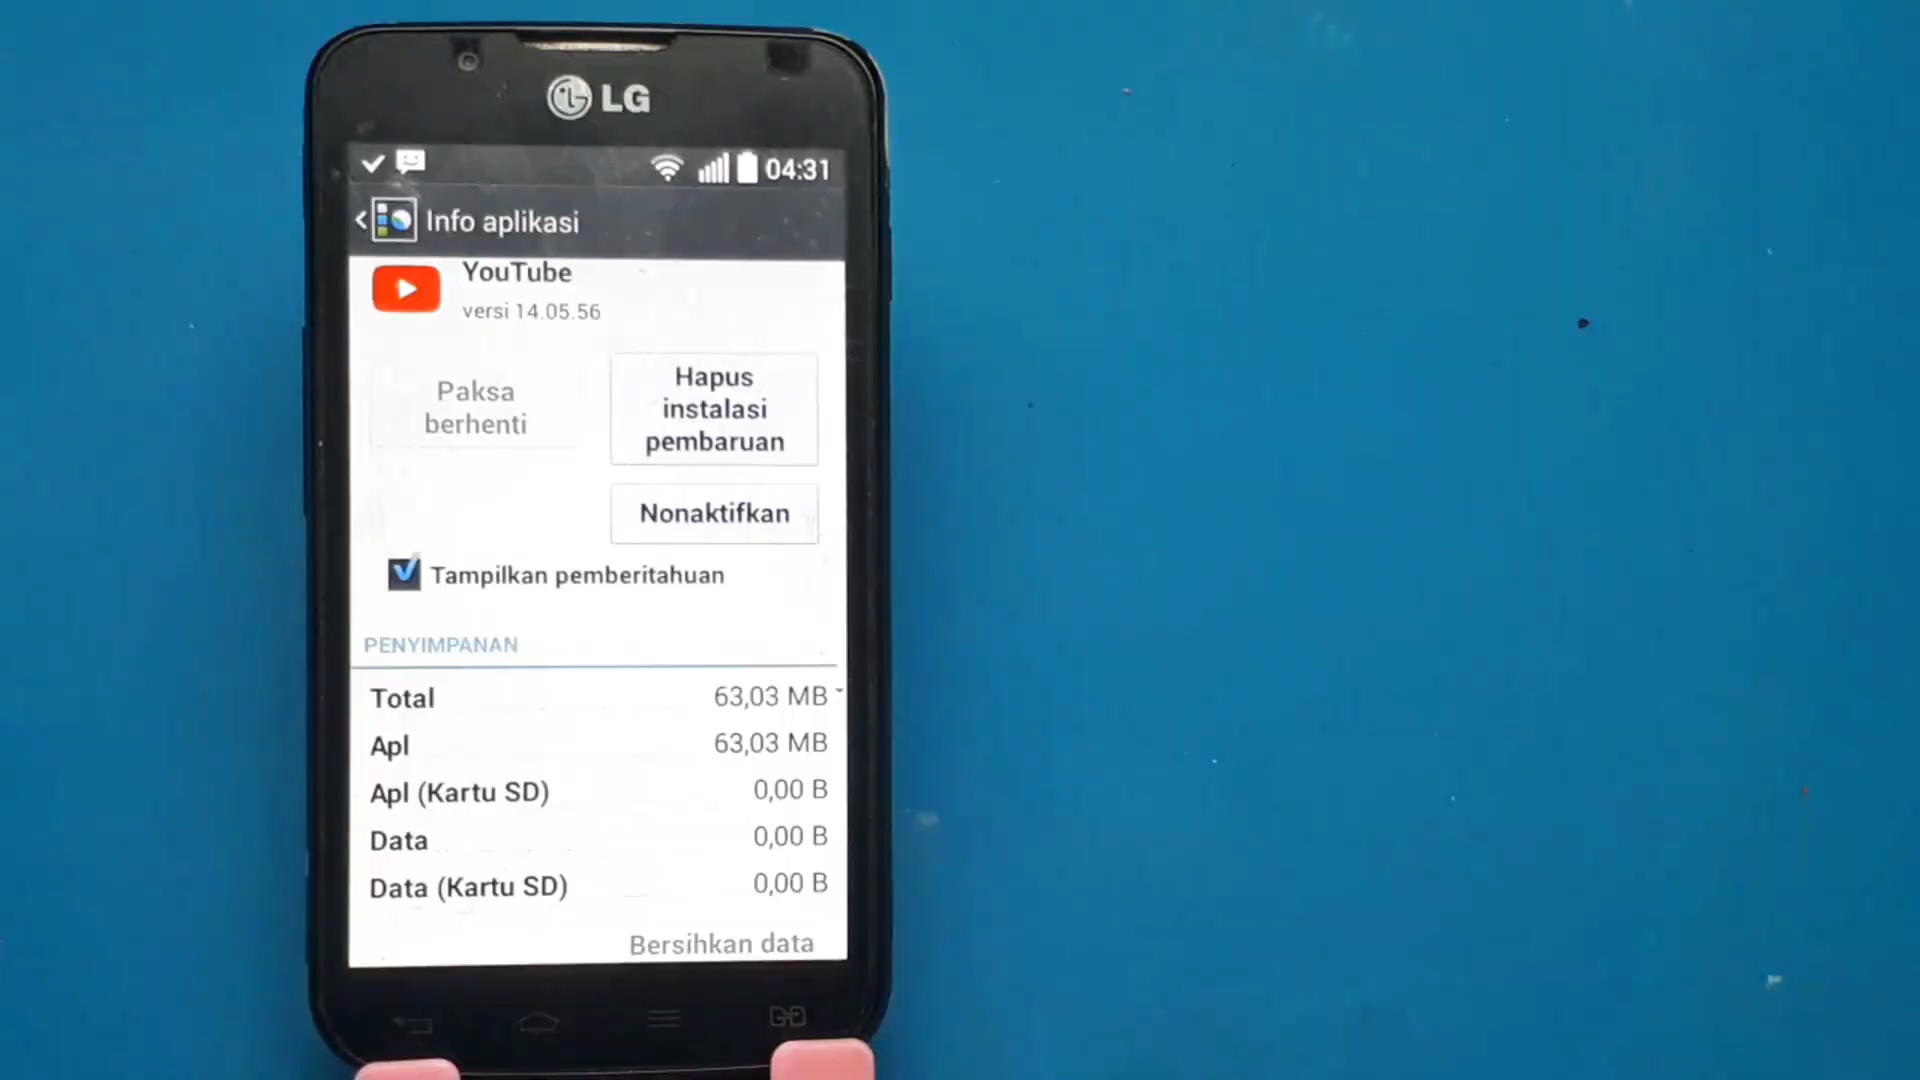 LG
04:31
Info aplikasi
YouTube
versi 14.05.56
Paksa
berhenti
Hapus
instalasi
pembaruan
Nonaktifkan
Tampilkan pemberitahuan
PENYIMPANAN
Total 63,03 MB
Apl 63,03 MB
Apl (Kartu SD) 0,00 B
Data 0,00 B
Data (Kartu SD) 0,00 B
Bersihkan data